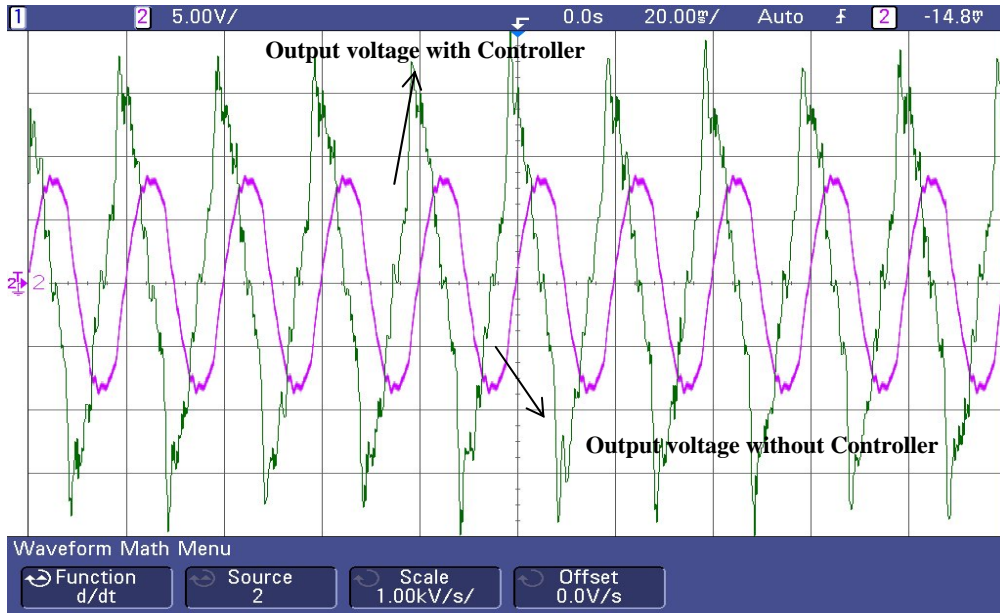 1 2 5.00V/ 0.0s 20.00ms/ Auto 2 -14.8V
Output voltage with Controller
2 2
Output voltage without Controller
Waveform Math Menu
Function Source Scale Offset
d/dt 2 1.00kV/s/ 0.0V/s